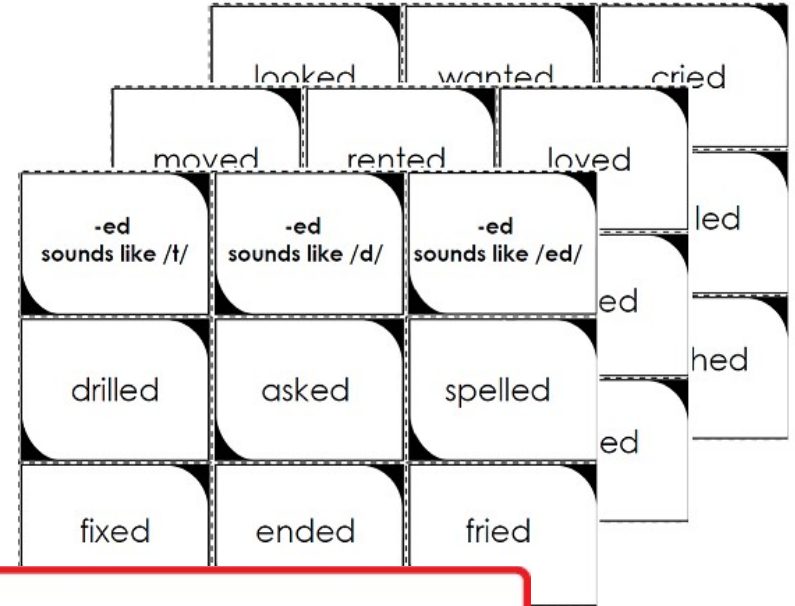 looked wanted cried
moved rented loved
-ed -ed -ed
sounds like /t/ sounds like /d/ sounds like /ed/
led
ed
drilled asked spelled
hed
ed
fixed ended fried